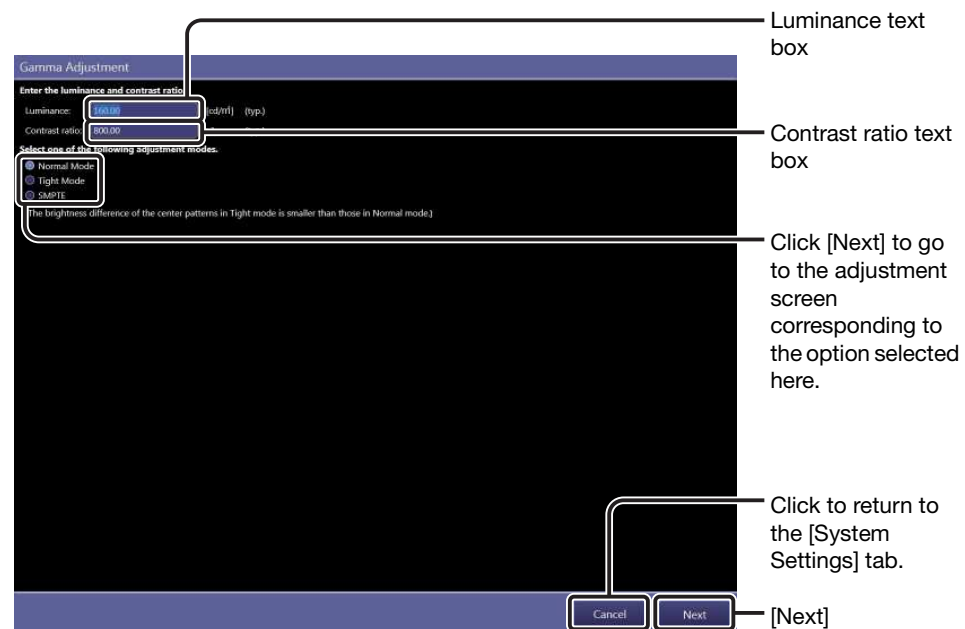 Luminance text
box
Gamma Adjustment
Enter the luminance and contrast ratio
Luminance: 160.00 (cd/㎡) (typ.)
Contrast ratio: 800.00
Contrast ratio text
box
Select one of the following adjustment modes.
Normal Mode
Tight Mode
SMPTE
The brightness difference of the center patterns in Tight mode is smaller than those in Normal mode.)
Click [Next] to go
to the adjustment
screen
corresponding to
the option selected
here.
Click to return to
the [System
Settings] tab.
Cancel Next
[Next]